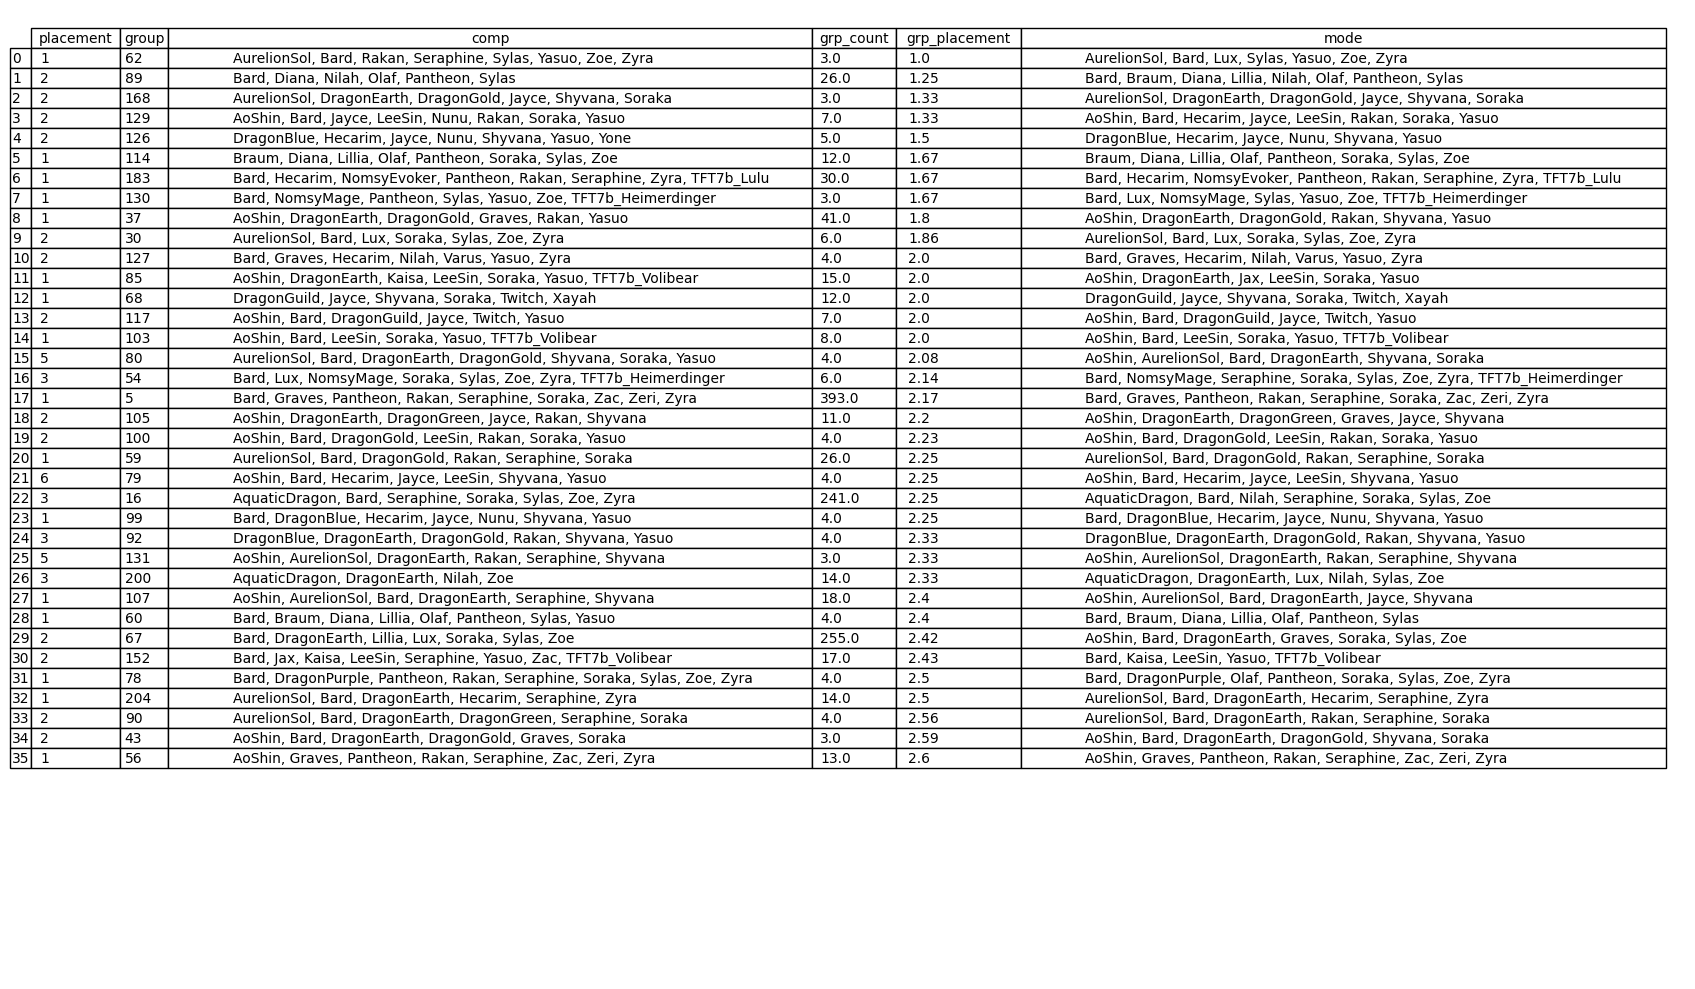 placement group comp grp_count grp_placement mode
0 1 62 AurelionSol, Bard, Rakan, Seraphine, Sylas, Yasuo, Zoe, Zyra 3.0 1.0 AurelionSol, Bard, Lux, Sylas, Yasuo, Zoe, Zyra
1 2 89 Bard, Diana, Nilah, Olaf, Pantheon, Sylas 26.0 1.25 Bard, Braum, Diana, Lillia, Nilah, Olaf, Pantheon, Sylas
2 2 168 AurelionSol, DragonEarth, DragonGold, Jayce, Shyvana, Soraka 3.0 1.33 AurelionSol, DragonEarth, DragonGold, Jayce, Shyvana, Soraka
3 2 129 AoShin, Bard, Jayce, LeeSin, Nunu, Rakan, Soraka, Yasuo 7.0 1.33 AoShin, Bard, Hecarim, Jayce, LeeSin, Rakan, Soraka, Yasuo
4 2 126 DragonBlue, Hecarim, Jayce, Nunu, Shyvana, Yasuo, Yone 5.0 1.5 DragonBlue, Hecarim, Jayce, Nunu, Shyvana, Yasuo
5 1 114 Braum, Diana, Lillia, Olaf, Pantheon, Soraka, Sylas, Zoe 12.0 1.67 Braum, Diana, Lillia, Olaf, Pantheon, Soraka, Sylas, Zoe
6 1 183 Bard, Hecarim, NomsyEvoker, Pantheon, Rakan, Seraphine, Zyra, TFT7b_Lulu 30.0 1.67 Bard, Hecarim, NomsyEvoker, Pantheon, Rakan, Seraphine, Zyra, TFT7b_Lulu
7 1 130 Bard, NomsyMage, Pantheon, Sylas, Yasuo, Zoe, TFT7b_Heimerdinger 3.0 1.67 Bard, Lux, NomsyMage, Sylas, Yasuo, Zoe, TFT7b_Heimerdinger
8 1 37 AoShin, DragonEarth, DragonGold, Graves, Rakan, Yasuo 41.0 1.8 AoShin, DragonEarth, DragonGold, Rakan, Shyvana, Yasuo
9 2 30 AurelionSol, Bard, Lux, Soraka, Sylas, Zoe, Zyra 6.0 1.86 AurelionSol, Bard, Lux, Soraka, Sylas, Zoe, Zyra
10 2 127 Bard, Graves, Hecarim, Nilah, Varus, Yasuo, Zyra 4.0 2.0 Bard, Graves, Hecarim, Nilah, Varus, Yasuo, Zyra
11 1 85 AoShin, DragonEarth, Kaisa, LeeSin, Soraka, Yasuo, TFT7b_Volibear 15.0 2.0 AoShin, DragonEarth, Jax, LeeSin, Soraka, Yasuo
12 1 68 DragonGuild, Jayce, Shyvana, Soraka, Twitch, Xayah 12.0 2.0 DragonGuild, Jayce, Shyvana, Soraka, Twitch, Xayah
13 2 117 AoShin, Bard, DragonGuild, Jayce, Twitch, Yasuo 7.0 2.0 AoShin, Bard, DragonGuild, Jayce, Twitch, Yasuo
14 1 103 AoShin, Bard, LeeSin, Soraka, Yasuo, TFT7b_Volibear 8.0 2.0 AoShin, Bard, LeeSin, Soraka, Yasuo, TFT7b_Volibear
15 5 80 AurelionSol, Bard, DragonEarth, DragonGold, Shyvana, Soraka, Yasuo 4.0 2.08 AoShin, AurelionSol, Bard, DragonEarth, Shyvana, Soraka
16 3 54 Bard, Lux, NomsyMage, Soraka, Sylas, Zoe, Zyra, TFT7b_Heimerdinger 6.0 2.14 Bard, NomsyMage, Seraphine, Soraka, Sylas, Zoe, Zyra, TFT7b_Heimerdinger
17 1 5 Bard, Graves, Pantheon, Rakan, Seraphine, Soraka, Zac, Zeri, Zyra 393.0 2.17 Bard, Graves, Pantheon, Rakan, Seraphine, Soraka, Zac, Zeri, Zyra
18 2 105 AoShin, DragonEarth, DragonGreen, Jayce, Rakan, Shyvana 11.0 2.2 AoShin, DragonEarth, DragonGreen, Graves, Jayce, Shyvana
19 2 100 AoShin, Bard, DragonGold, LeeSin, Rakan, Soraka, Yasuo 4.0 2.23 AoShin, Bard, DragonGold, LeeSin, Rakan, Soraka, Yasuo
20 1 59 AurelionSol, Bard, DragonGold, Rakan, Seraphine, Soraka 26.0 2.25 AurelionSol, Bard, DragonGold, Rakan, Seraphine, Soraka
21 6 79 AoShin, Bard, Hecarim, Jayce, LeeSin, Shyvana, Yasuo 4.0 2.25 AoShin, Bard, Hecarim, Jayce, LeeSin, Shyvana, Yasuo
22 3 16 AquaticDragon, Bard, Seraphine, Soraka, Sylas, Zoe, Zyra 241.0 2.25 AquaticDragon, Bard, Nilah, Seraphine, Soraka, Sylas, Zoe
23 1 99 Bard, DragonBlue, Hecarim, Jayce, Nunu, Shyvana, Yasuo 4.0 2.25 Bard, DragonBlue, Hecarim, Jayce, Nunu, Shyvana, Yasuo
24 3 92 DragonBlue, DragonEarth, DragonGold, Rakan, Shyvana, Yasuo 4.0 2.33 DragonBlue, DragonEarth, DragonGold, Rakan, Shyvana, Yasuo
25 5 131 AoShin, AurelionSol, DragonEarth, Rakan, Seraphine, Shyvana 3.0 2.33 AoShin, AurelionSol, DragonEarth, Rakan, Seraphine, Shyvana
26 3 200 AquaticDragon, DragonEarth, Nilah, Zoe 14.0 2.33 AquaticDragon, DragonEarth, Lux, Nilah, Sylas, Zoe
27 1 107 AoShin, AurelionSol, Bard, DragonEarth, Seraphine, Shyvana 18.0 2.4 AoShin, AurelionSol, Bard, DragonEarth, Jayce, Shyvana
28 1 60 Bard, Braum, Diana, Lillia, Olaf, Pantheon, Sylas, Yasuo 4.0 2.4 Bard, Braum, Diana, Lillia, Olaf, Pantheon, Sylas
29 2 67 Bard, DragonEarth, Lillia, Lux, Soraka, Sylas, Zoe 255.0 2.42 AoShin, Bard, DragonEarth, Graves, Soraka, Sylas, Zoe
30 2 152 Bard, Jax, Kaisa, LeeSin, Seraphine, Yasuo, Zac, TFT7b_Volibear 17.0 2.43 Bard, Kaisa, LeeSin, Yasuo, TFT7b_Volibear
31 1 78 Bard, DragonPurple, Pantheon, Rakan, Seraphine, Soraka, Sylas, Zoe, Zyra 4.0 2.5 Bard, DragonPurple, Olaf, Pantheon, Soraka, Sylas, Zoe, Zyra
32 1 204 AurelionSol, Bard, DragonEarth, Hecarim, Seraphine, Zyra 14.0 2.5 AurelionSol, Bard, DragonEarth, Hecarim, Seraphine, Zyra
33 2 90 AurelionSol, Bard, DragonEarth, DragonGreen, Seraphine, Soraka 4.0 2.56 AurelionSol, Bard, DragonEarth, Rakan, Seraphine, Soraka
34 2 43 AoShin, Bard, DragonEarth, DragonGold, Graves, Soraka 3.0 2.59 AoShin, Bard, DragonEarth, DragonGold, Shyvana, Soraka
35 1 56 AoShin, Graves, Pantheon, Rakan, Seraphine, Zac, Zeri, Zyra 13.0 2.6 AoShin, Graves, Pantheon, Rakan, Seraphine, Zac, Zeri, Zyra